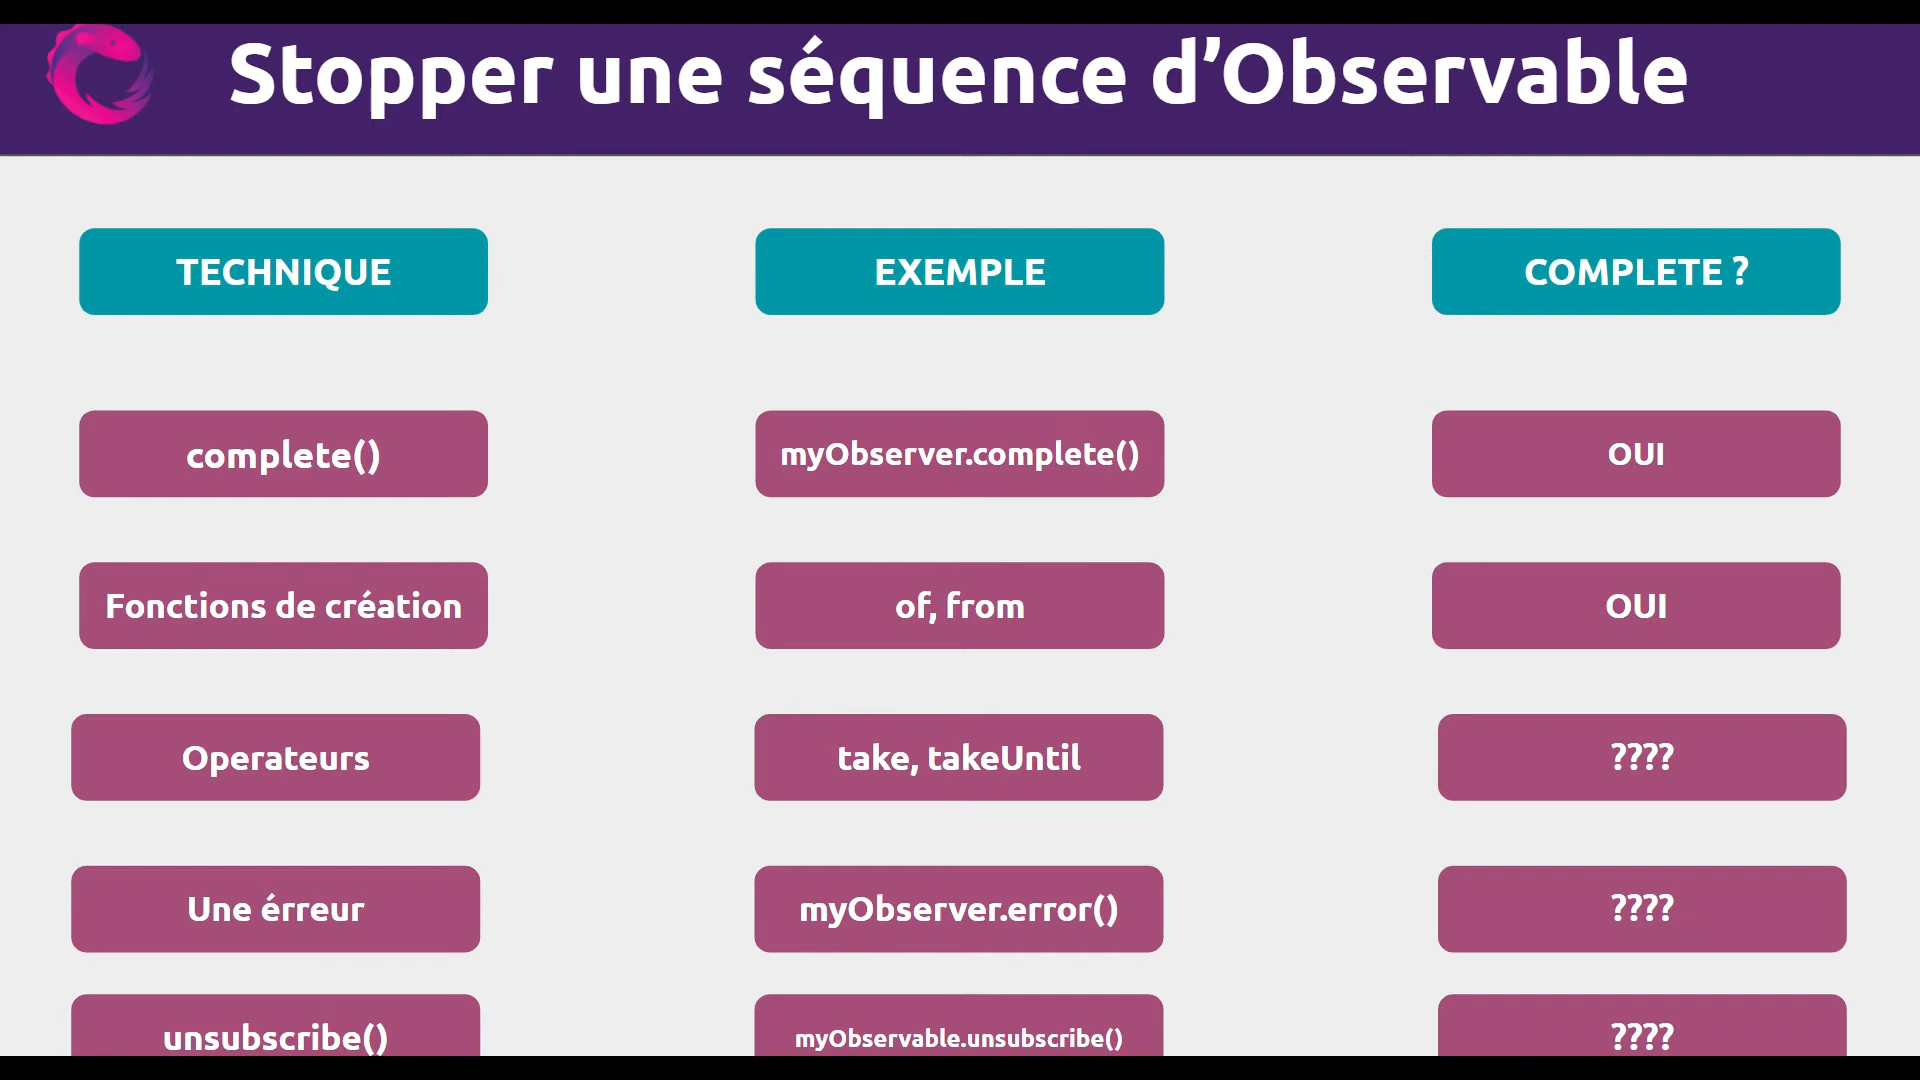 Stopper une séquence d’Observable
TECHNIQUE
EXEMPLE
COMPLETE ?
complete()
myObserver.complete()
OUI
Fonctions de création
of, from
OUI
Operateurs
take, takeUntil
????
Une érreur
myObserver.error()
????
unsubscribe()
myObservable.unsubscribe()
????